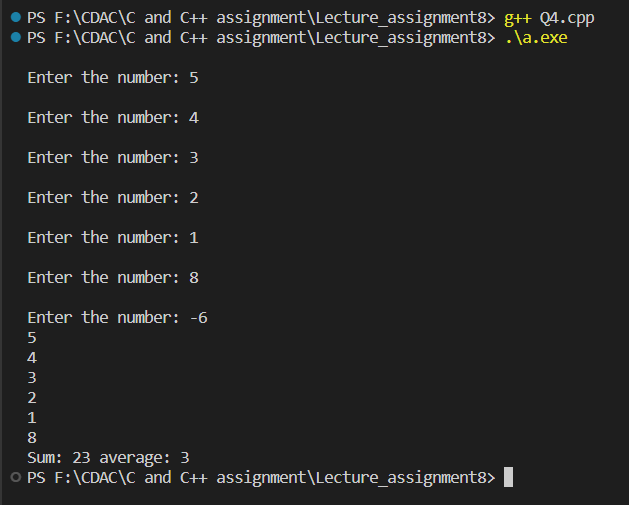 PS F:\CDAC\C and C++ assignment\Lecture_assignment8> g++ Q4.cpp
PS F:\CDAC\C and C++ assignment\Lecture_assignment8> .\a.exe
Enter the number: 5
Enter the number: 4
Enter the number: 3
Enter the number: 2
Enter the number: 1
Enter the number: 8
Enter the number: -6
5
4
3
2
1
8
Sum: 23 average: 3
PS F:\CDAC\C and C++ assignment\Lecture_assignment8>